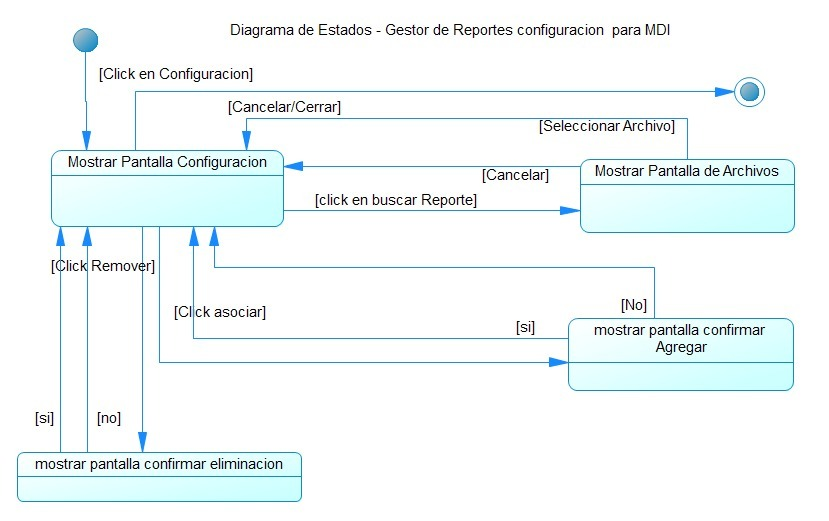 Diagrama de Estados - Gestor de Reportes configuracion  para MDI
[Click en Configuracion]
[Cancelar/Cerrar]
[Seleccionar Archivo]
Mostrar Pantalla Configuracion
[Cancelar]
Mostrar Pantalla de Archivos
[click en buscar Reporte]
[Click Remover]
[Click asociar]
[No]
[si]
mostrar pantalla confirmar
Agregar
[si]
[no]
mostrar pantalla confirmar eliminacion